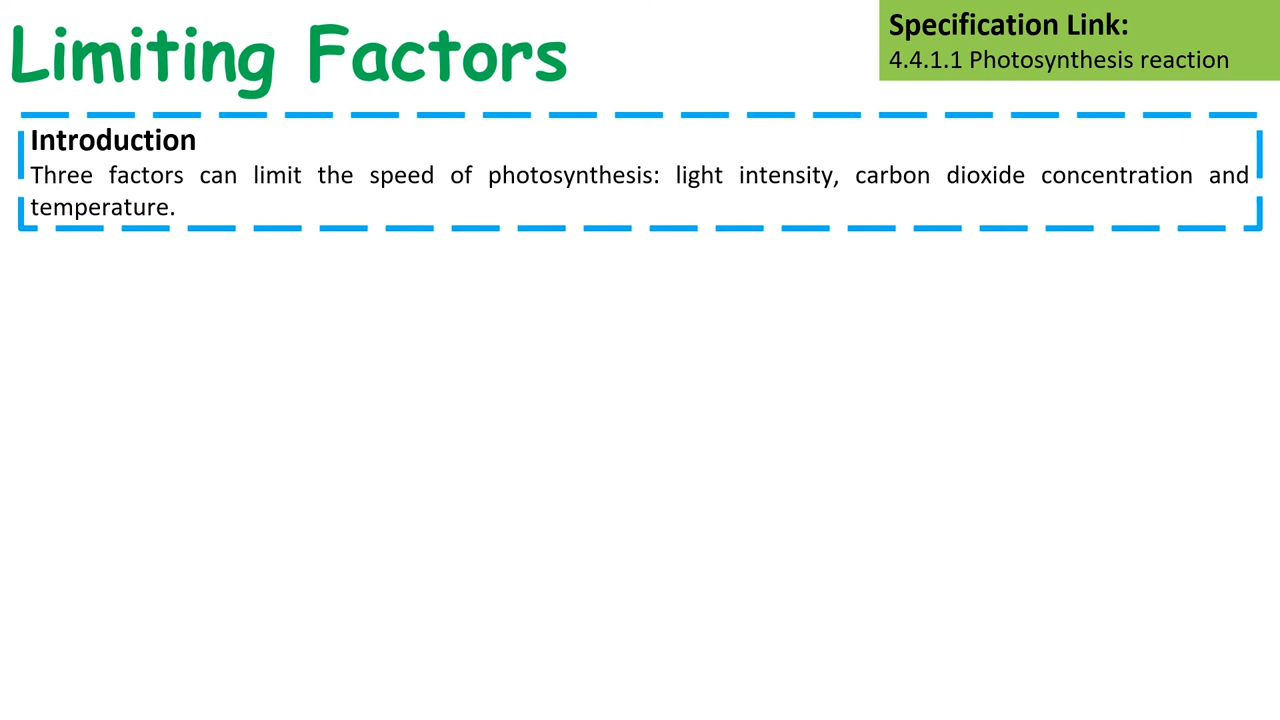 Limiting Factors
Specification Link:
4.4.1.1 Photosynthesis reaction
Introduction
Three factors can limit the speed of photosynthesis: light intensity, carbon dioxide concentration and
temperature.